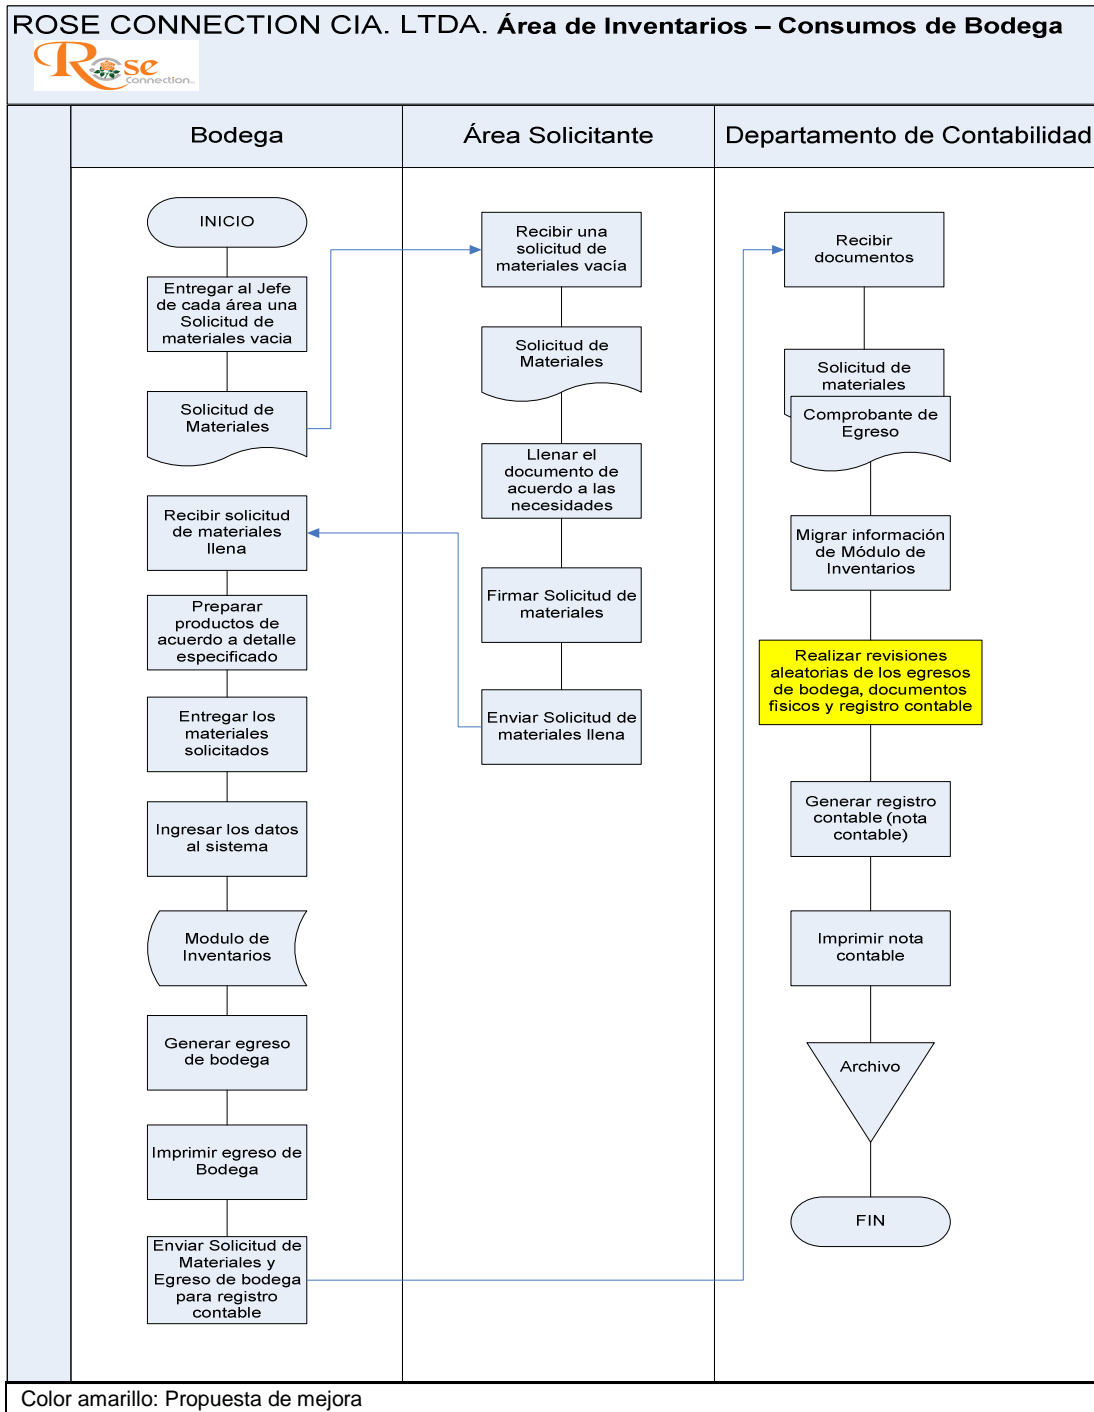 ROSE CONNECTION CIA. LTDA. Área de Inventarios – Consumos de Bodega
Rose
Connection
Bodega
Área Solicitante
Departamento de Contabilidad
INICIO
Entregar al Jefe
de cada área una
Solicitud de
materiales vacia
Solicitud de
Materiales
Recibir solicitud
de materiales
llena
Preparar
productos de
acuerdo a detalle
especificado
Entregar los
materiales
solicitados
Ingresar los datos
al sistema
Modulo de
Inventarios
Generar egreso
de bodega
Imprimir egreso de
Bodega
Enviar Solicitud de
Materiales y
Egreso de bodega
para registro
contable
Recibir una
solicitud de
materiales vacía
Solicitud de
Materiales
Llenar el
documento de
acuerdo a las
necesidades
Firmar Solicitud de
materiales
Enviar Solicitud de
materiales llena
Recibir
documentos
Solicitud de
materiales
Comprobante de
Egreso
Migrar información
de Módulo de
Inventarios
Realizar revisiones
aleatorias de los egresos
de bodega, documentos
fisicos y registro contable
Generar registro
contable (nota
contable)
Imprimir nota
contable
Archivo
FIN
Color amarillo: Propuesta de mejora